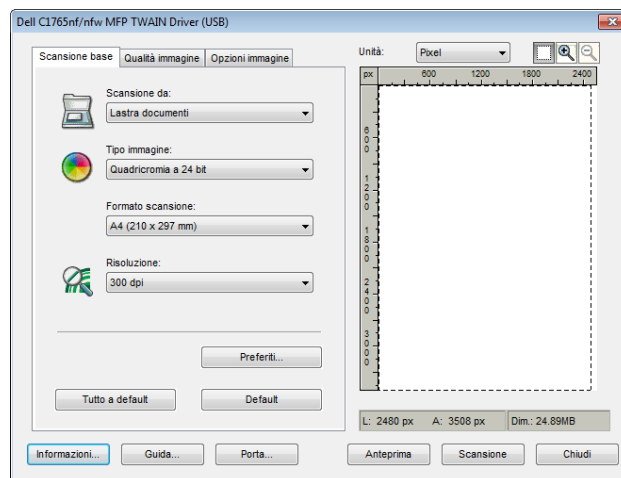 Dell C1765nf/nfw MFP TWAIN Driver (USB)
Scansione base Qualità immagine Opzioni immagine
Scansione da:
Lastra documenti
Tipo immagine:
Quadricromia a 24 bit
Formato scansione:
A4 (210 x 297 mm)
Risoluzione:
300 dpi
Preferiti...
Tutto a default Default
Unità: Pixel
px 600 1200 1800 2400
600
1200
1800
2400
3000
L: 2480 px A: 3508 px Dim.: 24.89MB
Informazioni... Guida... Porta... Anteprima Scansione Chiudi